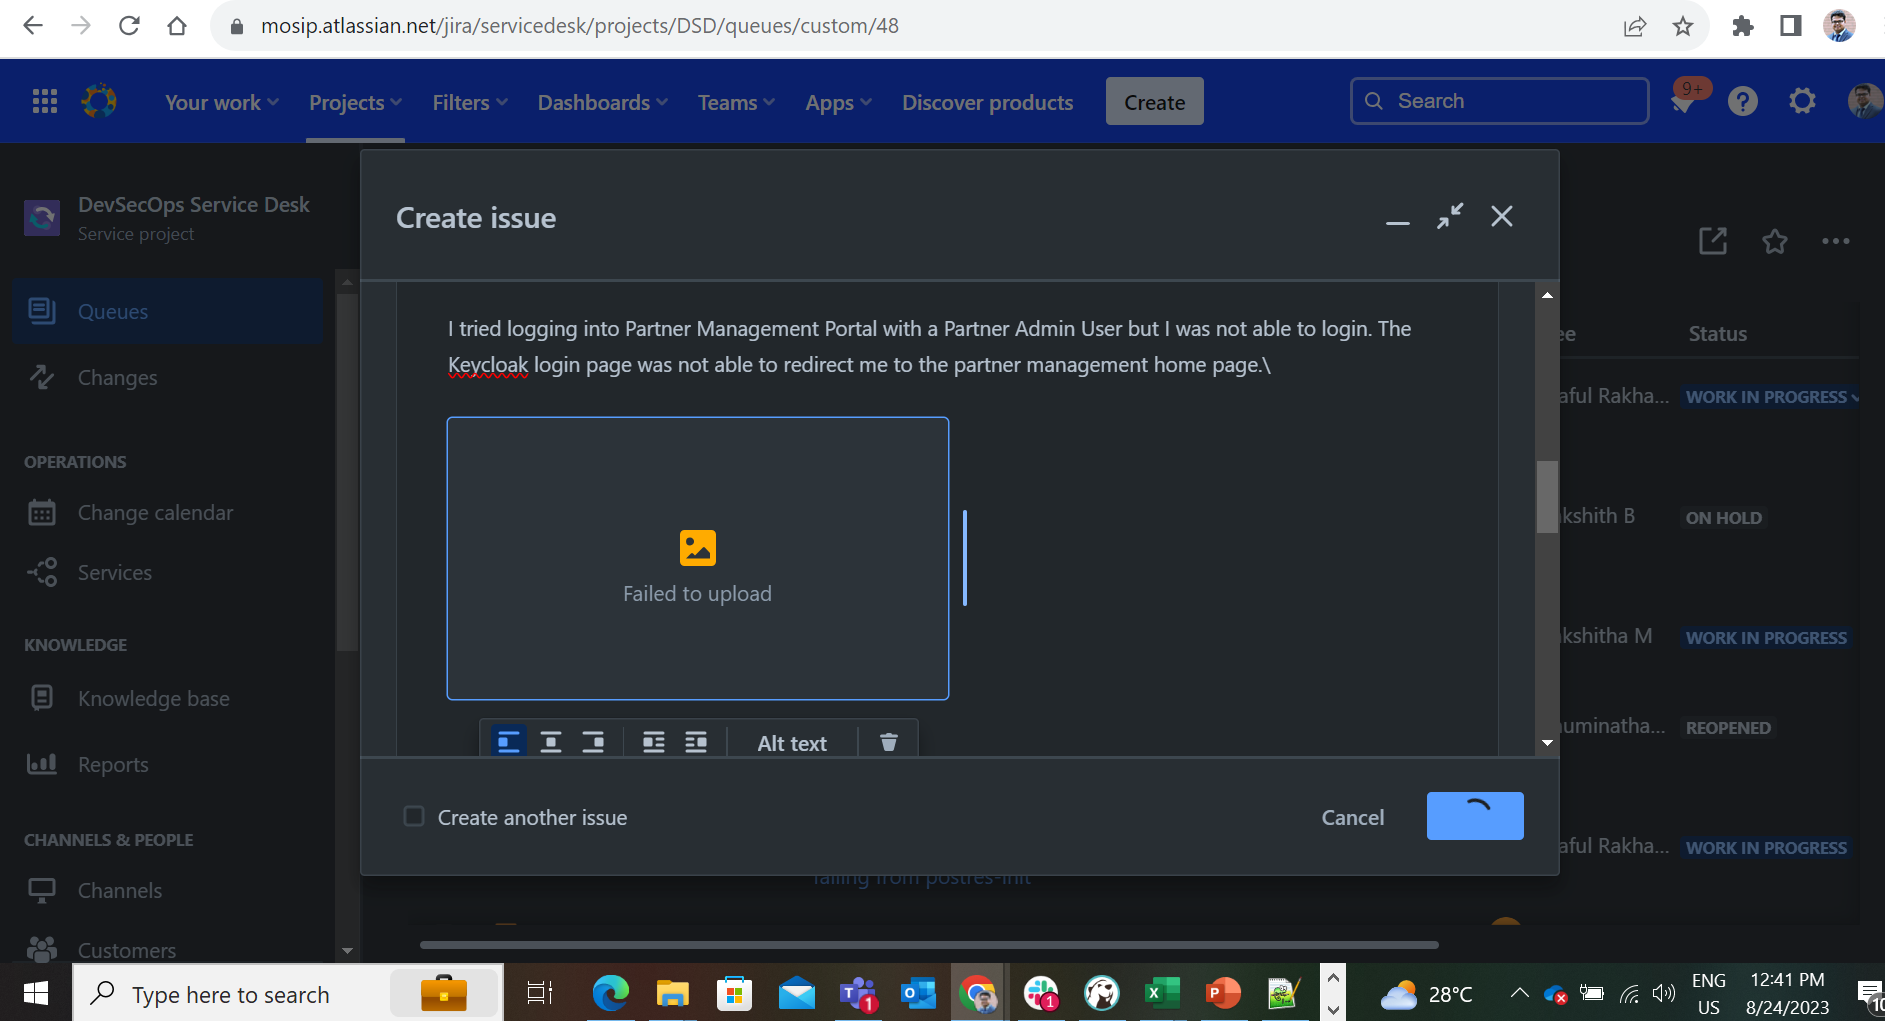 mosip.atlassian.net/jira/servicedesk/projects/DSD/queues/custom/48
Your work Projects Filters Dashboards Teams Apps Discover products Create Search 9+
DevSecOps Service Desk
Service project
Queues
Changes
OPERATIONS
Change calendar
Services
KNOWLEDGE
Knowledge base
Reports
CHANNELS & PEOPLE
Channels
Customers
Create issue
I tried logging into Partner Management Portal with a Partner Admin User but I was not able to login. The
Keycloak login page was not able to redirect me to the partner management home page.\
Failed to upload
Alt text
Create another issue
Cancel
ee Status
aful Rakha... WORK IN PROGRESS
kshith B ON HOLD
kshitha M WORK IN PROGRESS
uminatha... REOPENED
aful Rakha... WORK IN PROGRESS
failing from postres-init
Type here to search
1
1
28°C
ENG
US
12:41 PM
8/24/2023
10